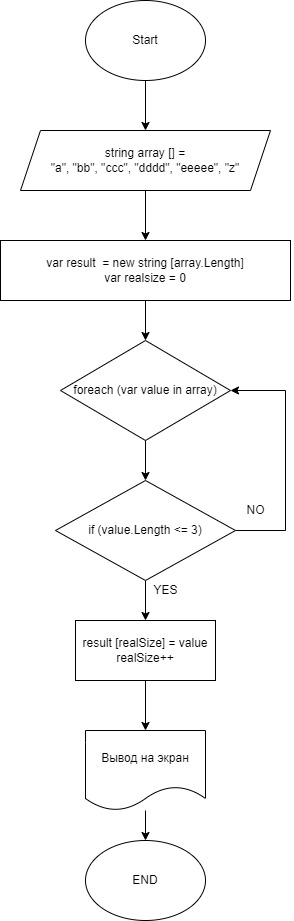 Start
string array [] =
"a", "bb", "ccc", "dddd", "eeeee", "z"
var result  = new string [array.Length]
var realsize = 0
foreach (var value in array)
if (value.Length <= 3)
NO
YES
result [realSize] = value
realSize++
Вывод на экран
END